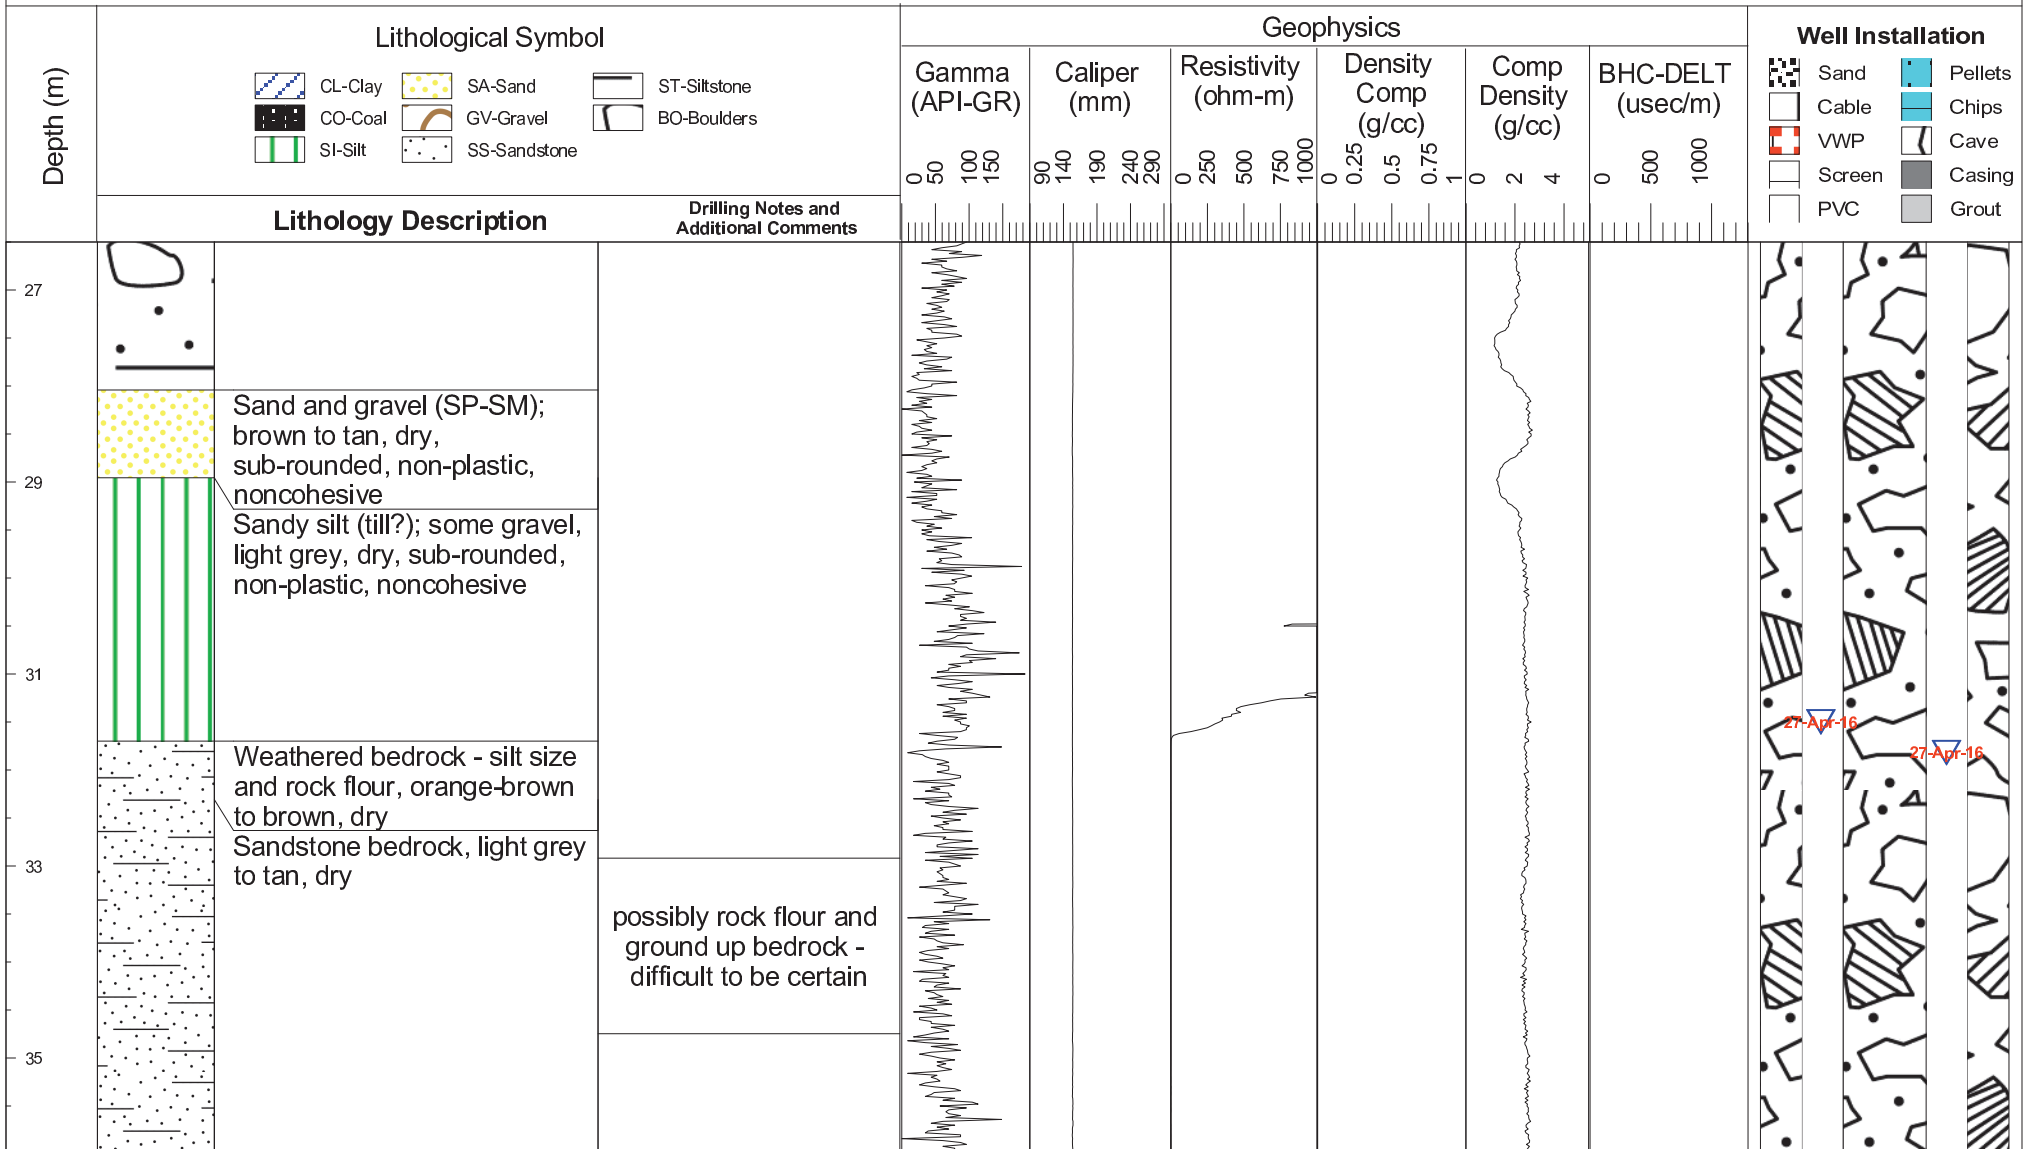 Depth (m)
Lithological Symbol
CL-Clay
SA-Sand
ST-Siltstone
CO-Coal
GV-Gravel
BO-Boulders
SI-Silt
SS-Sandstone
Lithology Description
Drilling Notes and
Additional Comments
Geophysics
Gamma
(API-GR)
0 50 100 150
Caliper
(mm)
90 140 190 240 290
Resistivity
(ohm-m)
0 250 500 750 1000
Density
Comp
(g/cc)
0 0.25 0.5 0.75 1
Comp
Density
(g/cc)
0 2 4
BHC-DELT
(usec/m)
0 500 1000
Well Installation
Sand
Pellets
Cable
Chips
VWP
Cave
Screen
Casing
PVC
Grout
27
29
31
33
35
Sand and gravel (SP-SM);
brown to tan, dry,
sub-rounded, non-plastic,
noncohesive
Sandy silt (till?); some gravel,
light grey, dry, sub-rounded,
non-plastic, noncohesive
Weathered bedrock - silt size
and rock flour, orange-brown
to brown, dry
Sandstone bedrock, light grey
to tan, dry
possibly rock flour and
ground up bedrock -
difficult to be certain
27-Apr-16
27-Apr-16